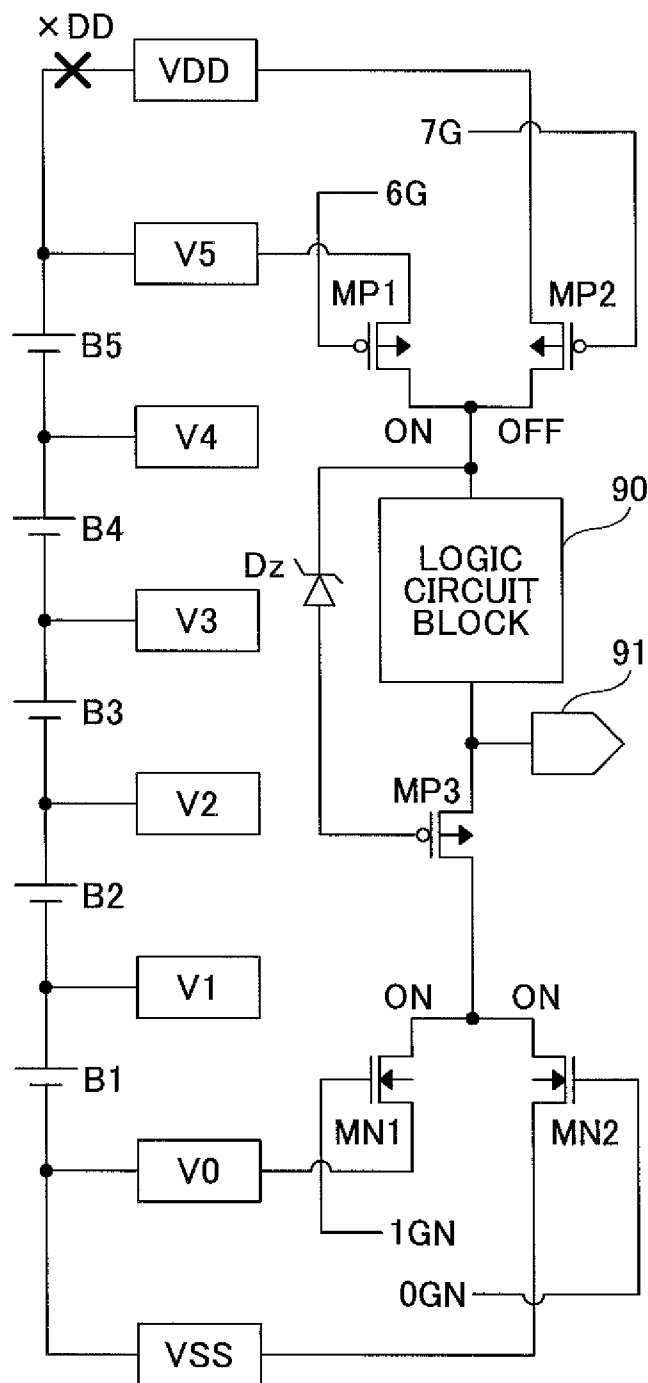 ×DD
VDD
7G
6G
V5
MP1
MP2
B5
ON
OFF
V4
90
B4
LOGIC
CIRCUIT
BLOCK
Dz
V3
91
B3
MP3
V2
B2
V1
ON
ON
B1
MN1
MN2
V0
1GN
0GN
VSS